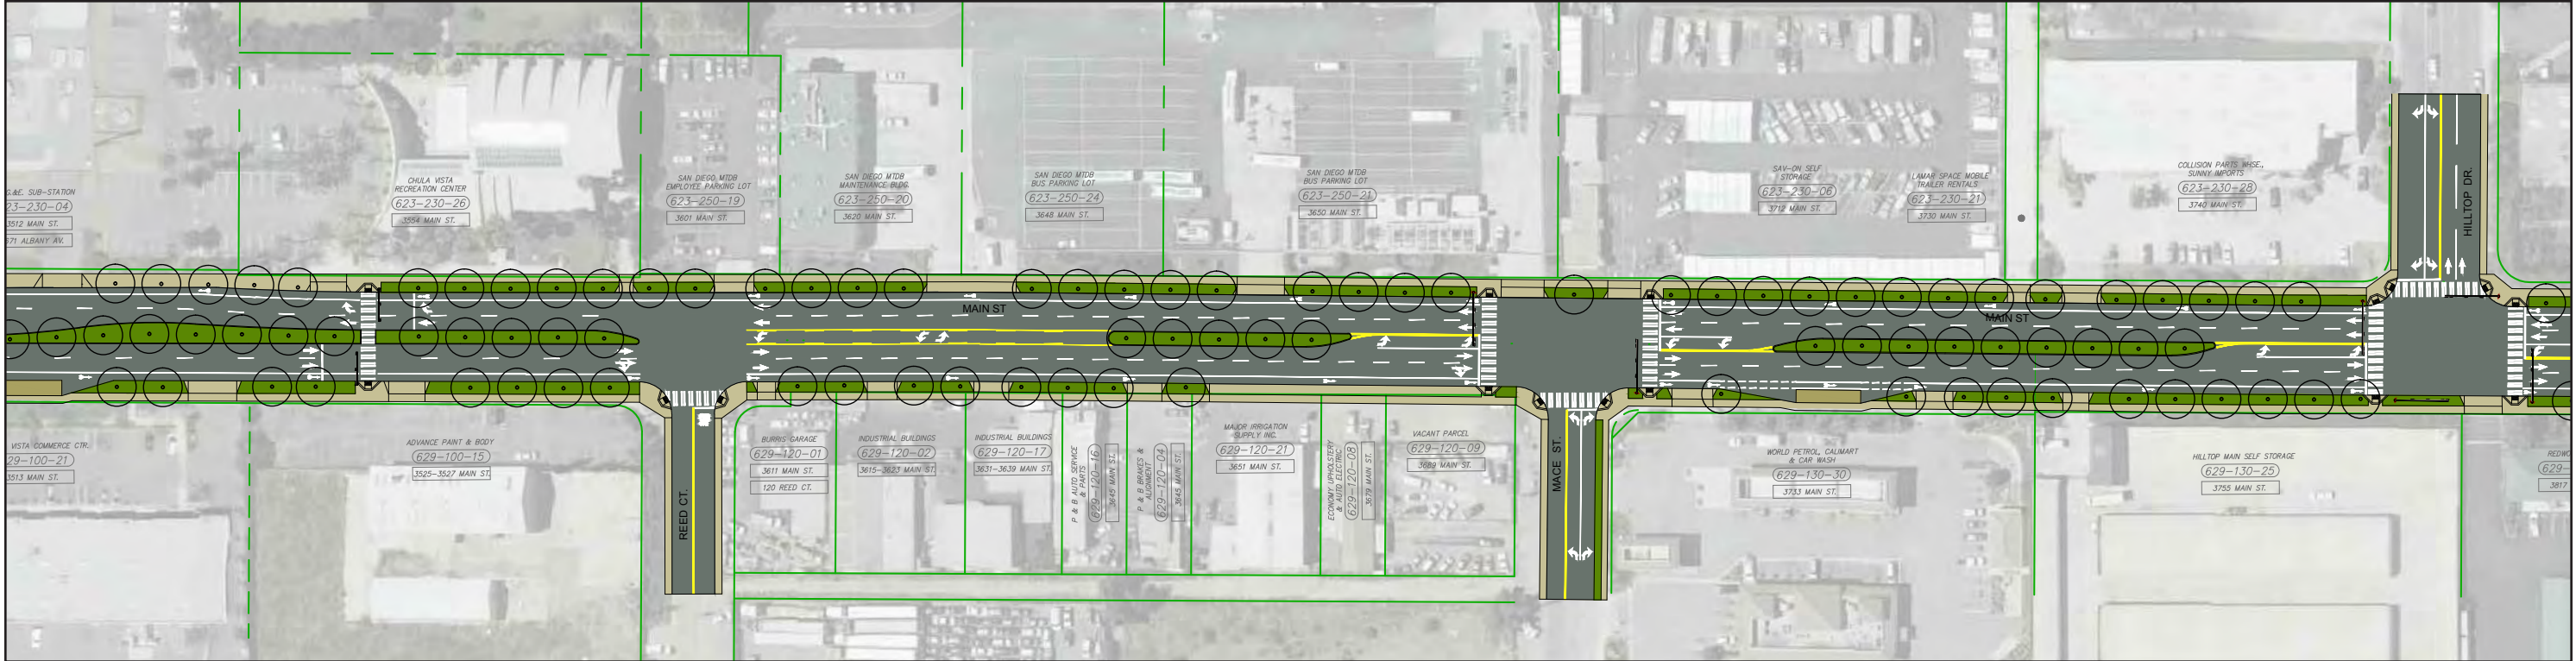 G.&E. SUB-STATION
23-230-04
3512 MAIN ST.
671 ALBANY AV.
CHULA VISTA
RECREATION CENTER
623-230-26
3554 MAIN ST.
SAN DIEGO MTDB
EMPLOYEE PARKING LOT
623-250-19
3601 MAIN ST.
SAN DIEGO MTDB
MAINTENANCE BLDG.
623-250-20
3620 MAIN ST.
SAN DIEGO MTDB
BUS PARKING LOT
623-250-24
3648 MAIN ST.
SAN DIEGO MTDB
BUS PARKING LOT
623-250-21
3650 MAIN ST.
SAV-ON SELF
STORAGE
623-230-06
3712 MAIN ST.
LAMAR SPACE MOBILE
TRAILER RENTALS
623-230-21
3730 MAIN ST.
COLLISION PARTS WHSE.,
SUNNY IMPORTS
623-230-28
3740 MAIN ST.
HILLTOP DR.
MAIN ST
MAIN ST
VISTA COMMERCE CTR.
29-100-21
3513 MAIN ST.
ADVANCE PAINT & BODY
629-100-15
3525-3527 MAIN ST.
REED CT.
BURRIS GARAGE
629-120-01
3611 MAIN ST.
120 REED CT.
INDUSTRIAL BUILDINGS
629-120-02
3615-3623 MAIN ST.
INDUSTRIAL BUILDINGS
629-120-17
3631-3639 MAIN ST.
P & B AUTO SERVICE
& PARTS
629-120-16
3645 MAIN ST.
P & B BRAKES &
ALIGNMENT
629-120-04
3645 MAIN ST.
MAJOR IRRIGATION
SUPPLY INC.
629-120-21
3651 MAIN ST.
ECONOMY UPHOLSTERY
& AUTO ELECTRIC
629-120-08
3679 MAIN ST.
VACANT PARCEL
629-120-09
3689 MAIN ST.
MACE ST.
WORLD PETROL, CALIMART
& CAR WASH
629-130-30
3733 MAIN ST.
HILLTOP MAIN SELF STORAGE
629-130-25
3755 MAIN ST.
REDWO
629-
3817